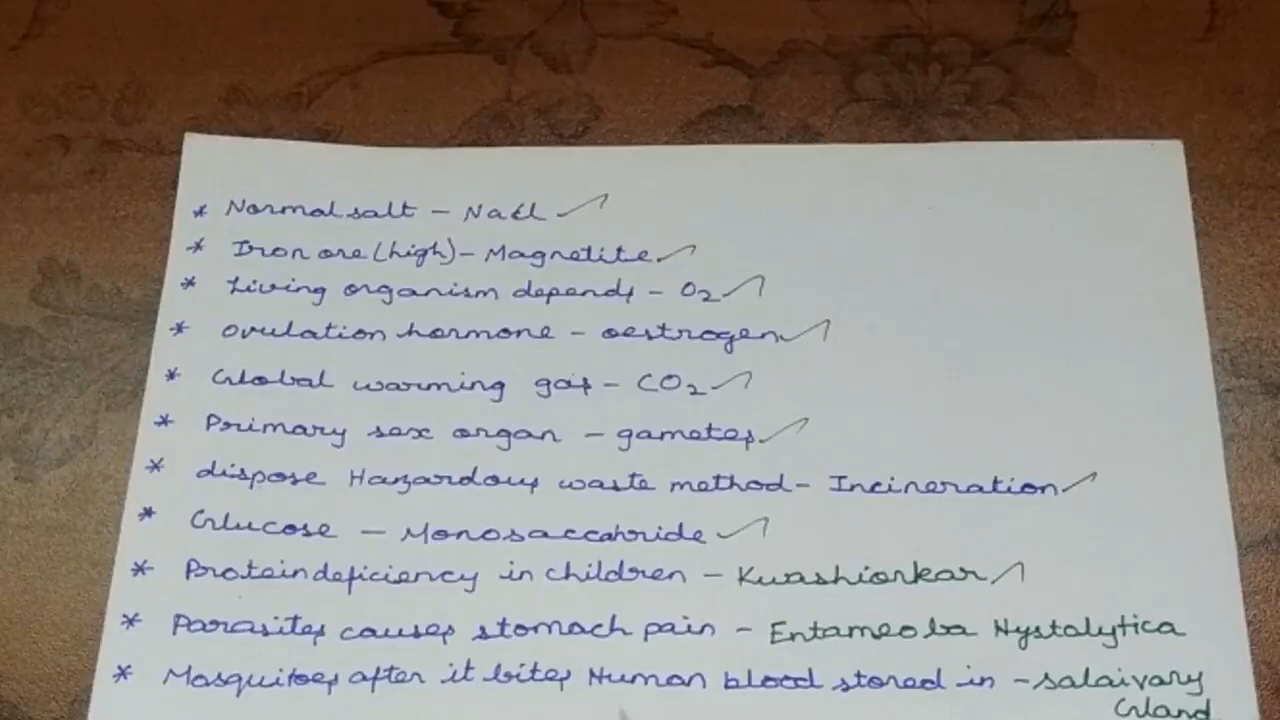 * Normal salt - Nacl
* Iron ore (high) - Magnetite
* Living organism depends - O2
* Ovulation hormone - oestrogen
* Global warming gas - CO2
* Primary sex organ - gametes
* dispose Hazardous waste method - Incineration
* Glucose - Monosaccahride
* Protein deficiency in children - Kwashiorkar
* Parasites causes stomach pain - Entameoba Hystolytica
* Mosquitoes after it bites Human blood stored in - salaivary
Gland